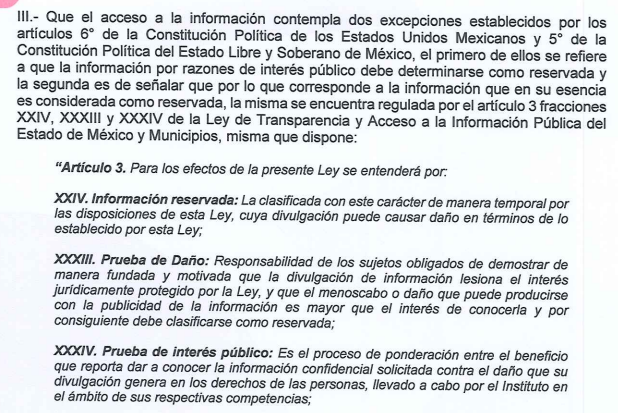 III.- Que el acceso a la información contempla dos excepciones establecidos por los
artículos 6° de la Constitución Política de los Estados Unidos Mexicanos y 5° de la
Constitución Política del Estado Libre y Soberano de México, el primero de ellos se refiere
a que la información por razones de interés público debe determinarse como reservada y
la segunda es de señalar que por lo que corresponde a la información que en su esencia
es considerada como reservada, la misma se encuentra regulada por el artículo 3 fracciones
XXIV, XXXIII y XXXIV de la Ley de Transparencia y Acceso a la Información Pública del
Estado de México y Municipios, misma que dispone:
"Artículo 3. Para los efectos de la presente Ley se entenderá por:
XXIV. Información reservada: La clasificada con este carácter de manera temporal por
las disposiciones de esta Ley, cuya divulgación puede causar daño en términos de lo
establecido por esta Ley;
XXXIII. Prueba de Daño: Responsabilidad de los sujetos obligados de demostrar de
manera fundada y motivada que la divulgación de información lesiona el interés
jurídicamente protegido por la Ley, y que el menoscabo o daño que puede producirse
con la publicidad de la información es mayor que el interés de conocerla y por
consiguiente debe clasificarse como reservada;
XXXIV. Prueba de interés público: Es el proceso de ponderación entre el beneficio
que reporta dar a conocer la información confidencial solicitada contra el daño que su
divulgación genera en los derechos de las personas, llevado a cabo por el Instituto en
el ámbito de sus respectivas competencias;